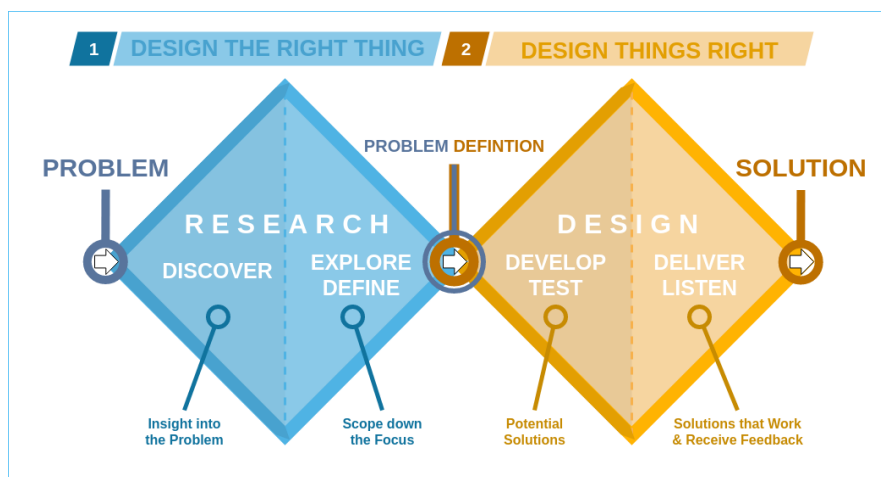 1 DESIGN THE RIGHT THING 2 DESIGN THINGS RIGHT
PROBLEM DEFINTION
PROBLEM
SOLUTION
RESEARCH
DESIGN
DISCOVER
EXPLORE
DEFINE
DEVELOP
TEST
DELIVER
LISTEN
Insight into
the Problem
Scope down
the Focus
Potential
Solutions
Solutions that Work
& Receive Feedback